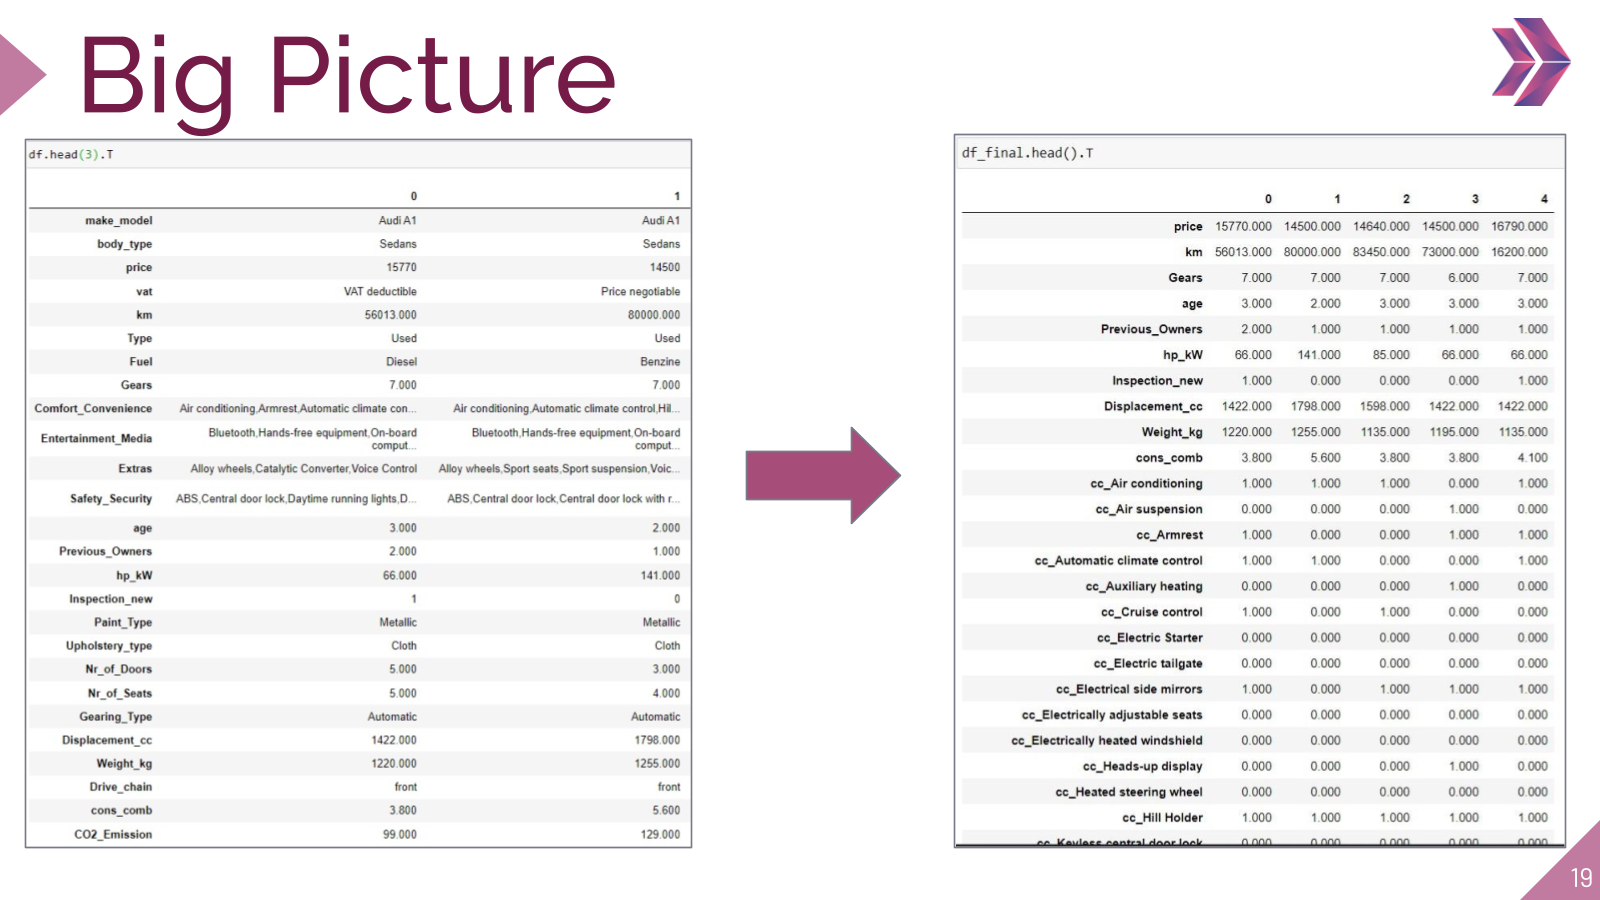 Big Picture
df.head(3).T
0 1
make_model Audi A1 Audi A1
body_type Sedans Sedans
price 15770 14500
vat VAT deductible Price negotiable
km 56013.000 80000.000
Type Used Used
Fuel Diesel Benzine
Gears 7.000 7.000
Comfort_Convenience Air conditioning,Armrest,Automatic climate con... Air conditioning,Automatic climate control,Hil...
Entertainment_Media Bluetooth,Hands-free equipment,On-board comput... Bluetooth,Hands-free equipment,On-board comput...
Extras Alloy wheels,Catalytic Converter,Voice Control Alloy wheels,Sport seats,Sport suspension,Voic...
Safety_Security ABS,Central door lock,Daytime running lights,D... ABS,Central door lock,Central door lock with r...
age 3.000 2.000
Previous_Owners 2.000 1.000
hp_kW 66.000 141.000
Inspection_new 1 0
Paint_Type Metallic Metallic
Upholstery_type Cloth Cloth
Nr_of_Doors 5.000 3.000
Nr_of_Seats 5.000 4.000
Gearing_Type Automatic Automatic
Displacement_cc 1422.000 1798.000
Weight_kg 1220.000 1255.000
Drive_chain front front
cons_comb 3.800 5.600
CO2_Emission 99.000 129.000
df_final.head().T
0 1 2 3 4
price 15770.000 14500.000 14640.000 14500.000 16790.000
km 56013.000 80000.000 83450.000 73000.000 16200.000
Gears 7.000 7.000 7.000 6.000 7.000
age 3.000 2.000 3.000 3.000 3.000
Previous_Owners 2.000 1.000 1.000 1.000 1.000
hp_kW 66.000 141.000 85.000 66.000 66.000
Inspection_new 1.000 0.000 0.000 0.000 1.000
Displacement_cc 1422.000 1798.000 1598.000 1422.000 1422.000
Weight_kg 1220.000 1255.000 1135.000 1195.000 1135.000
cons_comb 3.800 5.600 3.800 3.800 4.100
cc_Air conditioning 1.000 1.000 1.000 0.000 1.000
cc_Air suspension 0.000 0.000 0.000 1.000 0.000
cc_Armrest 1.000 0.000 0.000 1.000 1.000
cc_Automatic climate control 1.000 1.000 0.000 0.000 1.000
cc_Auxiliary heating 0.000 0.000 0.000 1.000 0.000
cc_Cruise control 1.000 0.000 1.000 0.000 0.000
cc_Electric Starter 0.000 0.000 0.000 0.000 0.000
cc_Electric tailgate 0.000 0.000 0.000 0.000 0.000
cc_Electrical side mirrors 1.000 0.000 1.000 1.000 1.000
cc_Electrically adjustable seats 0.000 0.000 0.000 0.000 0.000
cc_Electrically heated windshield 0.000 0.000 0.000 0.000 0.000
cc_Heads-up display 0.000 0.000 0.000 1.000 0.000
cc_Heated steering wheel 0.000 0.000 0.000 0.000 0.000
cc_Hill Holder 1.000 1.000 1.000 1.000 1.000
cc_Keyless central door lock 0.000 0.000 0.000 0.000 0.000
19